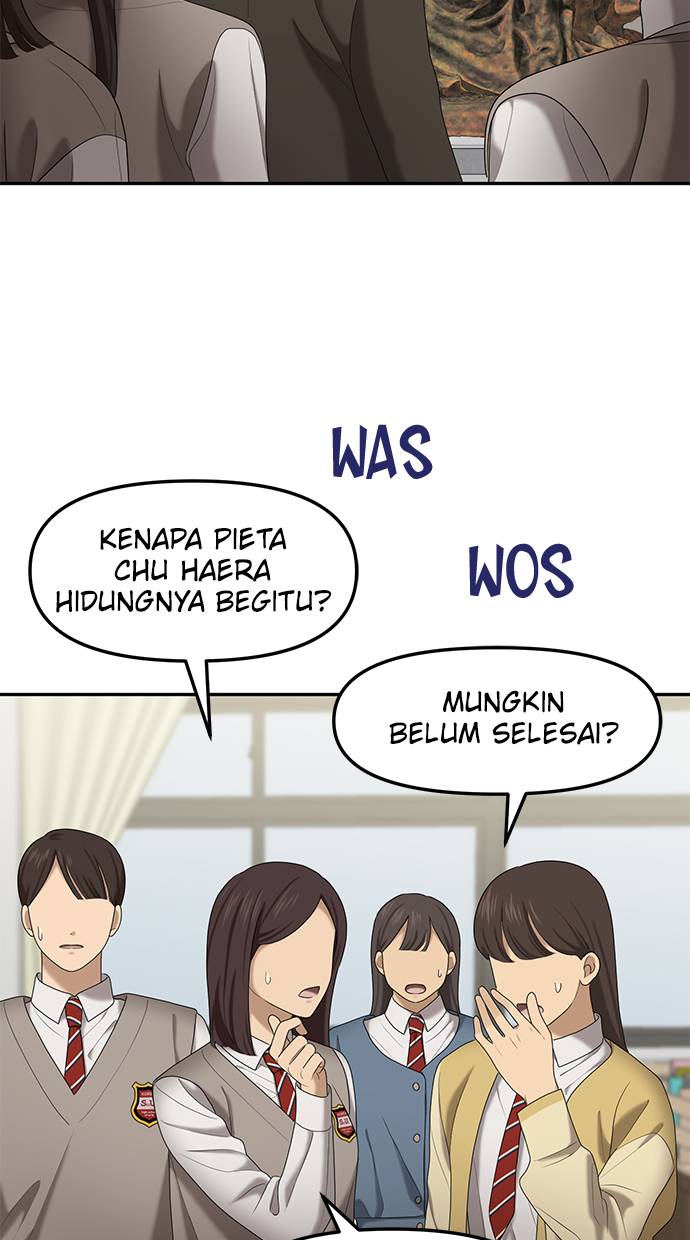 WAS
KENAPA PIETA
CHU HAERA
HIDUNGNYA BEGITU?
WOS
MUNGKIN
BELUM SELESAI?